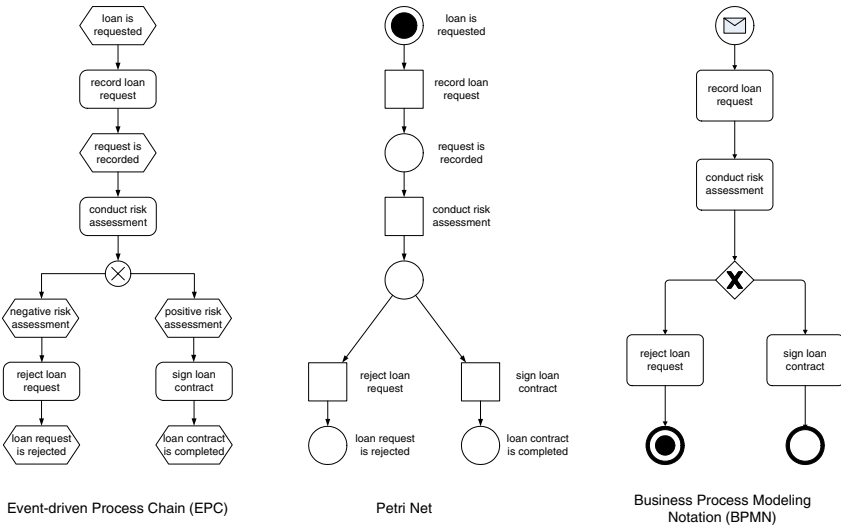 loan is
requested
record loan
request
request is
recorded
conduct risk
assessment
negative risk
assessment
positive risk
assessment
reject loan
request
sign loan
contract
loan request
is rejected
loan contract
is completed
Event-driven Process Chain (EPC)
loan is
requested
record loan
request
request is
recorded
conduct risk
assessment
reject loan
request
sign loan
contract
loan request
is rejected
loan contract
is completed
Petri Net
record loan
request
conduct risk
assessment
X
reject loan
request
sign loan
contract
Business Process Modeling
Notation (BPMN)